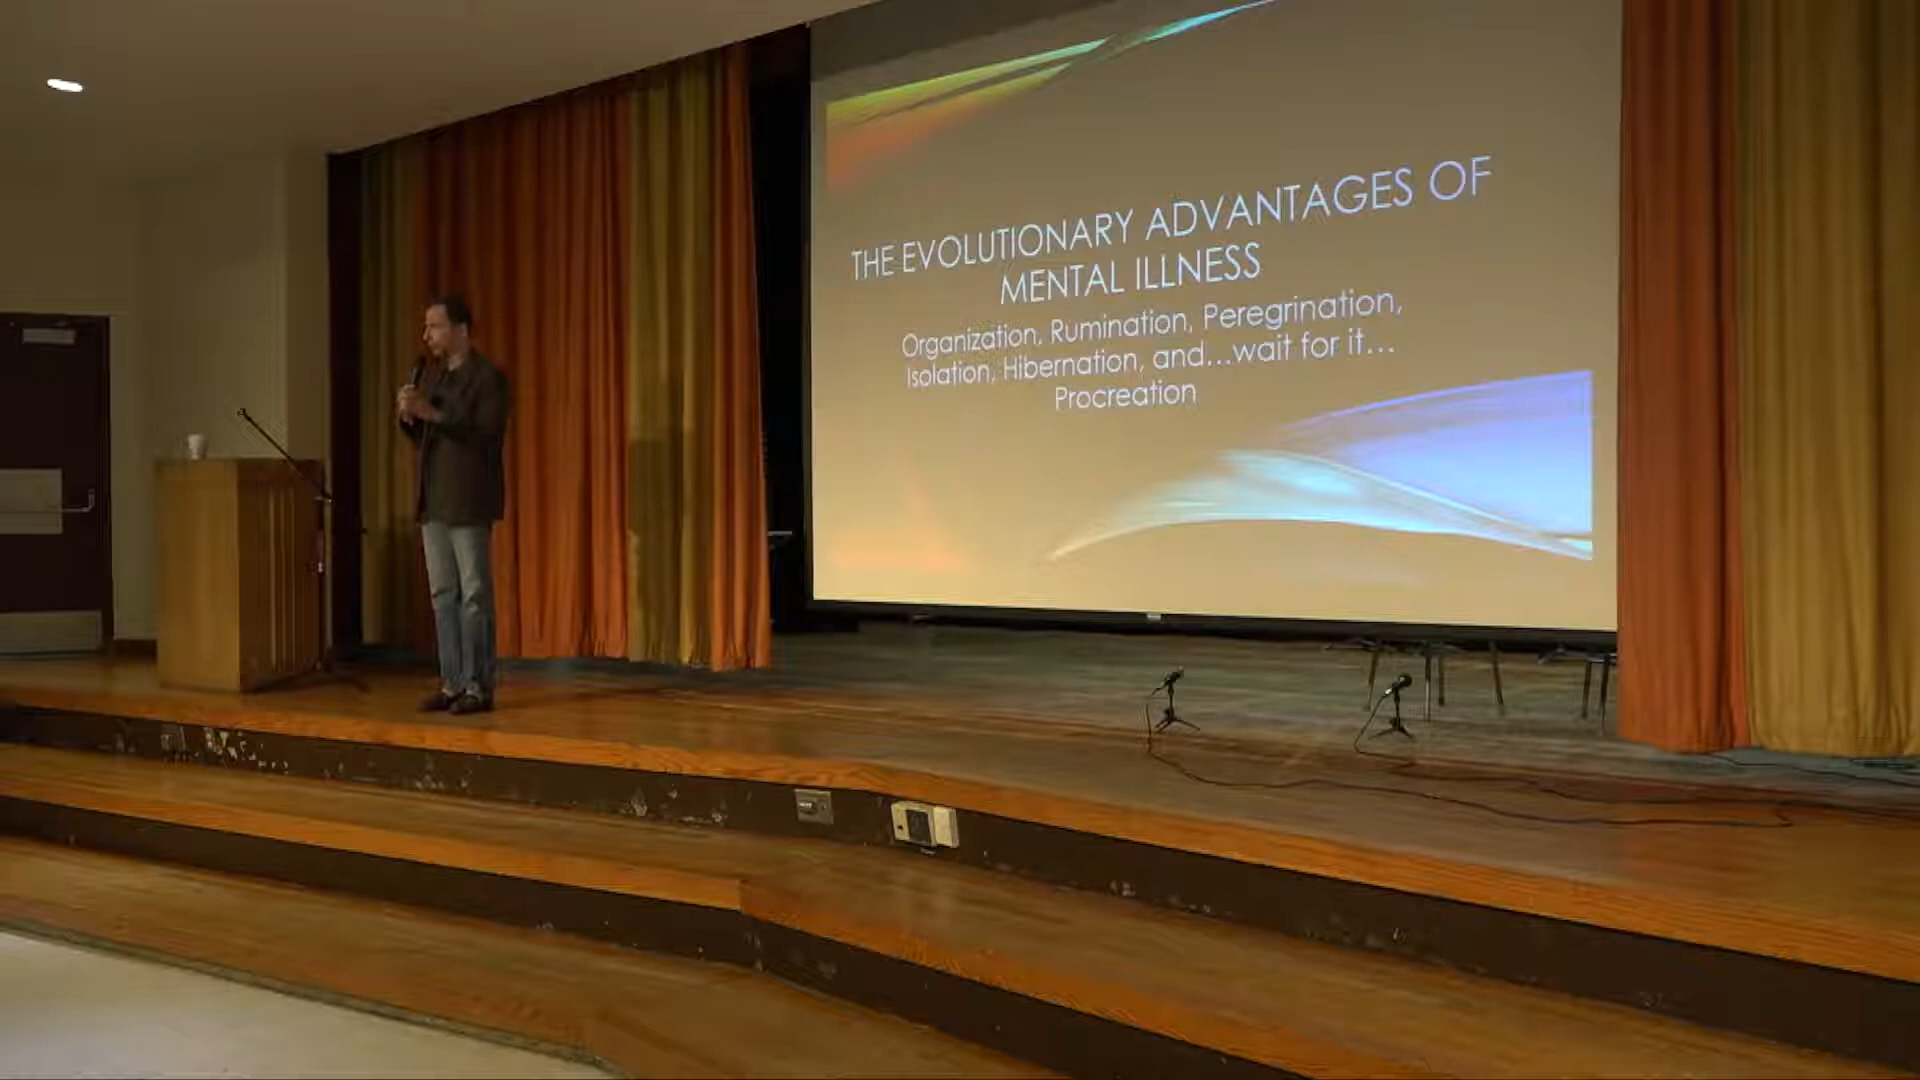 THE EVOLUTIONARY ADVANTAGES OF
MENTAL ILLNESS
Organization, Rumination, Peregrination,
Isolation, Hibernation, and...wait for it...
Procreation